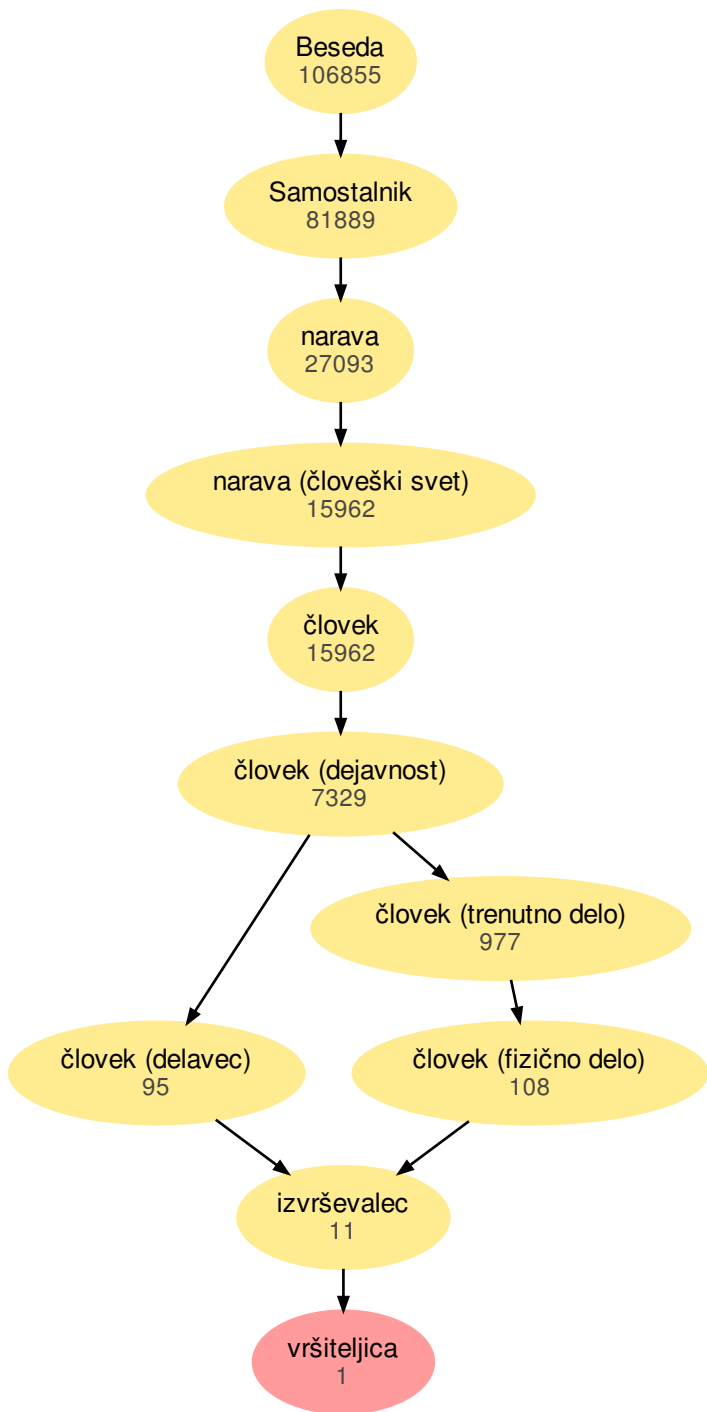 Beseda
106855
Samostalnik
81889
narava
27093
narava (človeški svet)
15962
človek
15962
človek (dejavnost)
7329
človek (trenutno delo)
977
človek (delavec)
95
človek (fizično delo)
108
izvrševalec
11
vršiteljica
1